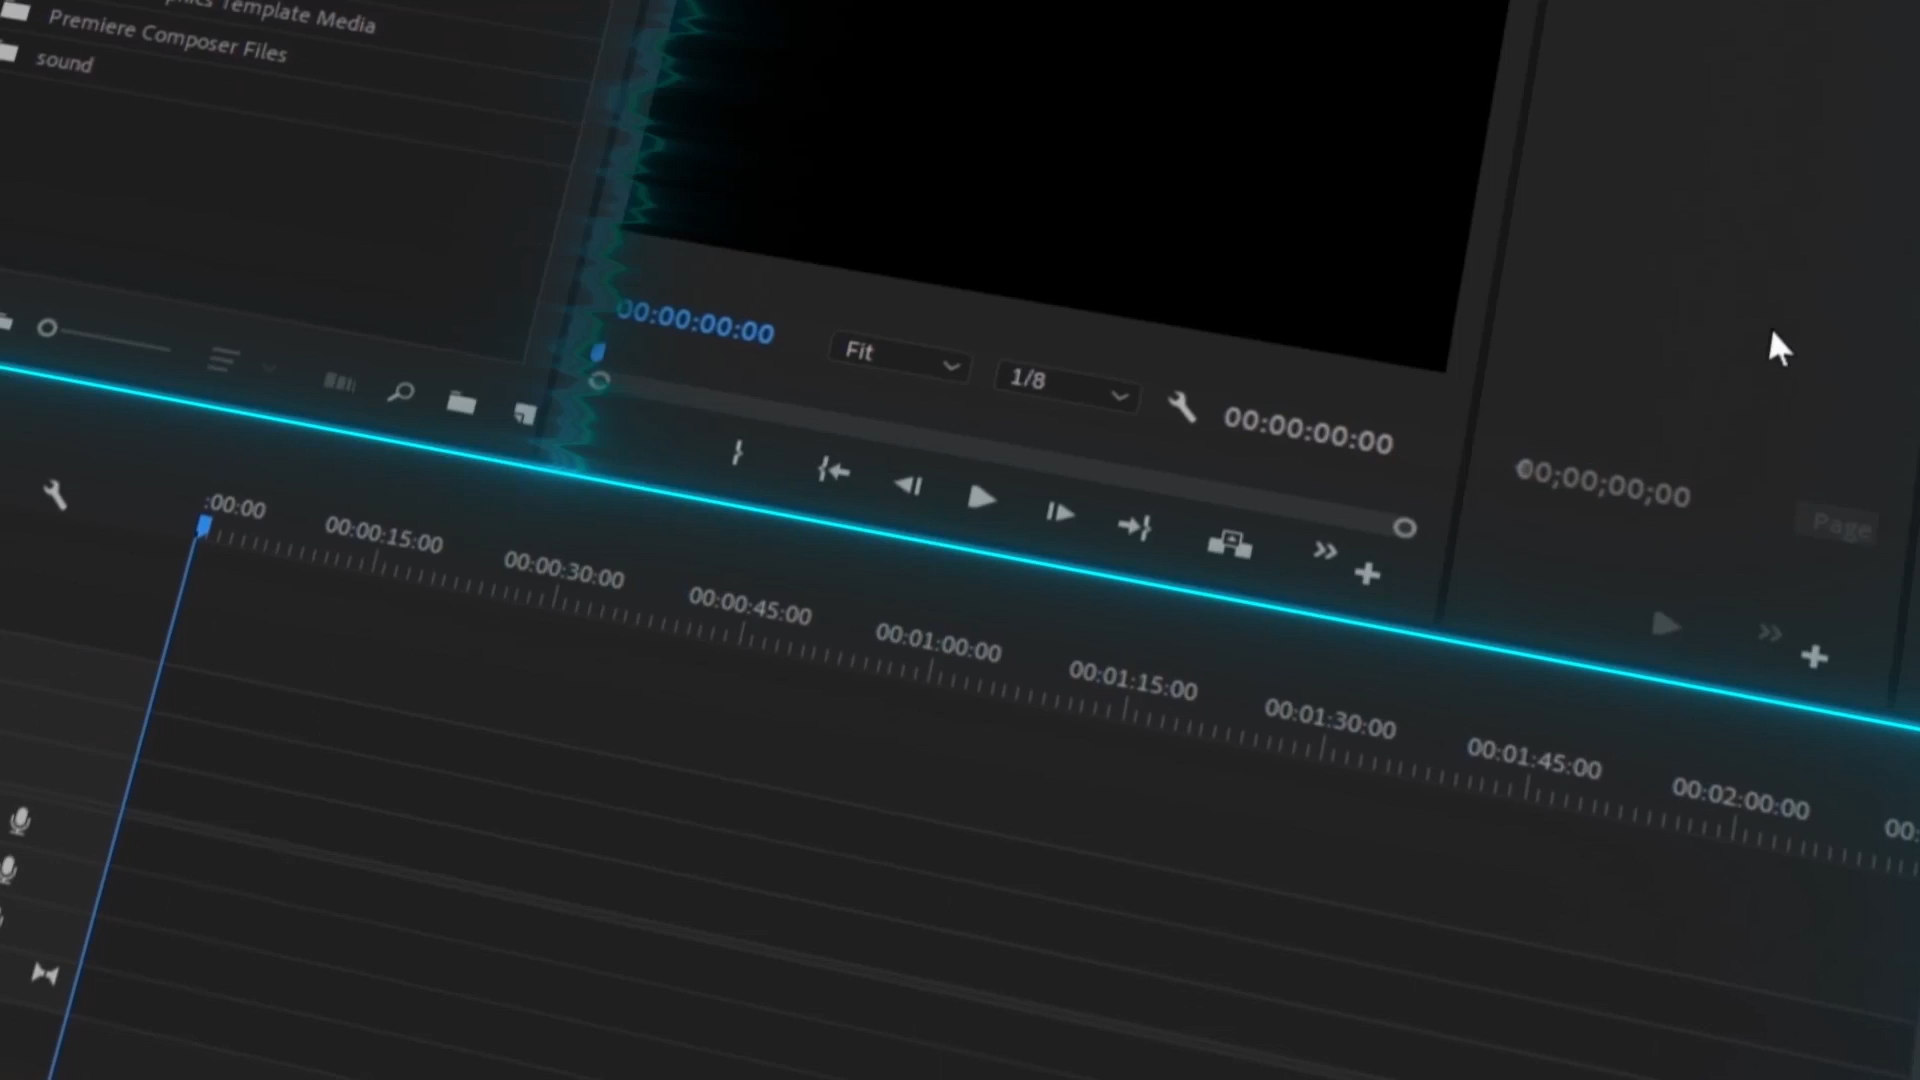 Template Media
Premiere Composer Files
sound
00:00:00:00
Fit
1/8
00:00:00:00
00;00;00;00
Page
:00:00
00:00:15:00
00:00:30:00
00:00:45:00
00:01:00:00
00:01:15:00
00:01:30:00
00:01:45:00
00:02:00:00
00: